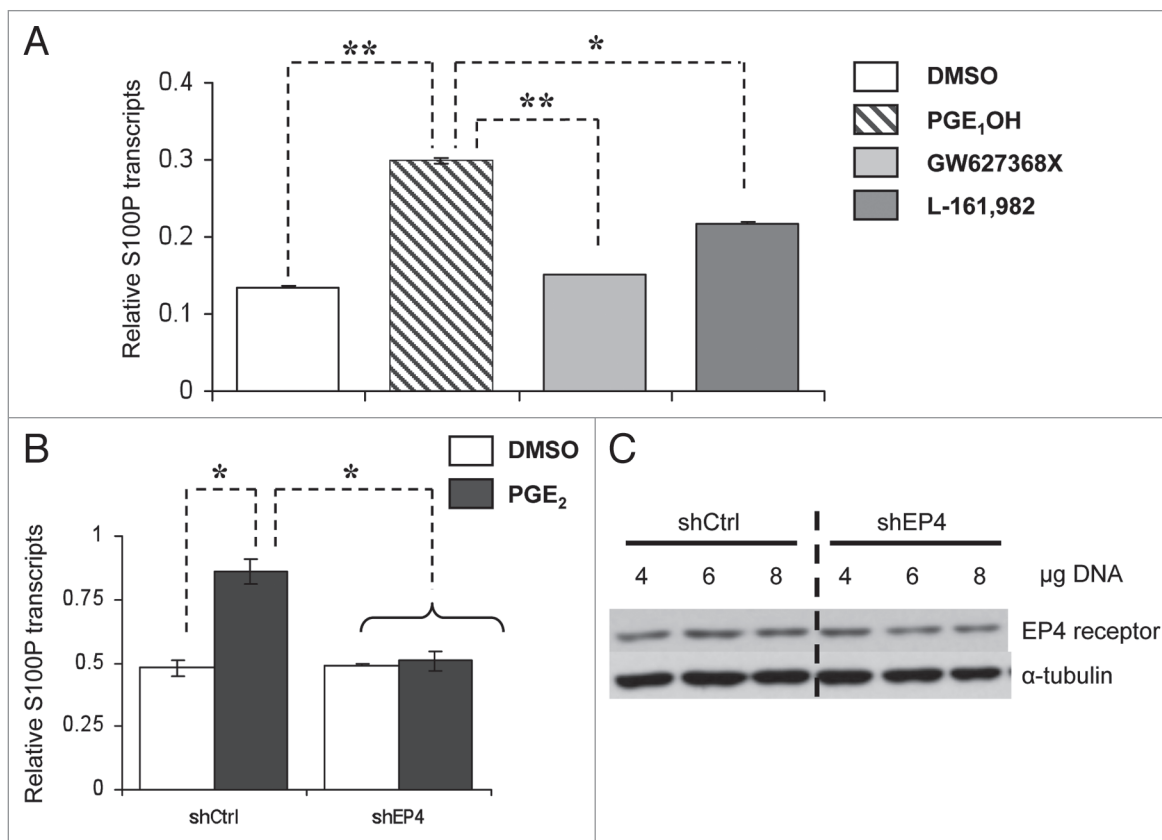 A
** *
**
Relative S100P transcripts
0.4
0.3
0.2
0.1
0
DMSO
PGE₁OH
GW627368X
L-161,982
B
* *
DMSO
PGE₂
Relative S100P transcripts
1
0.75
0.5
0.25
0
shCtrl shEP4
C
shCtrl shEP4
4 6 8 4 6 8 µg DNA
EP4 receptor
α-tubulin